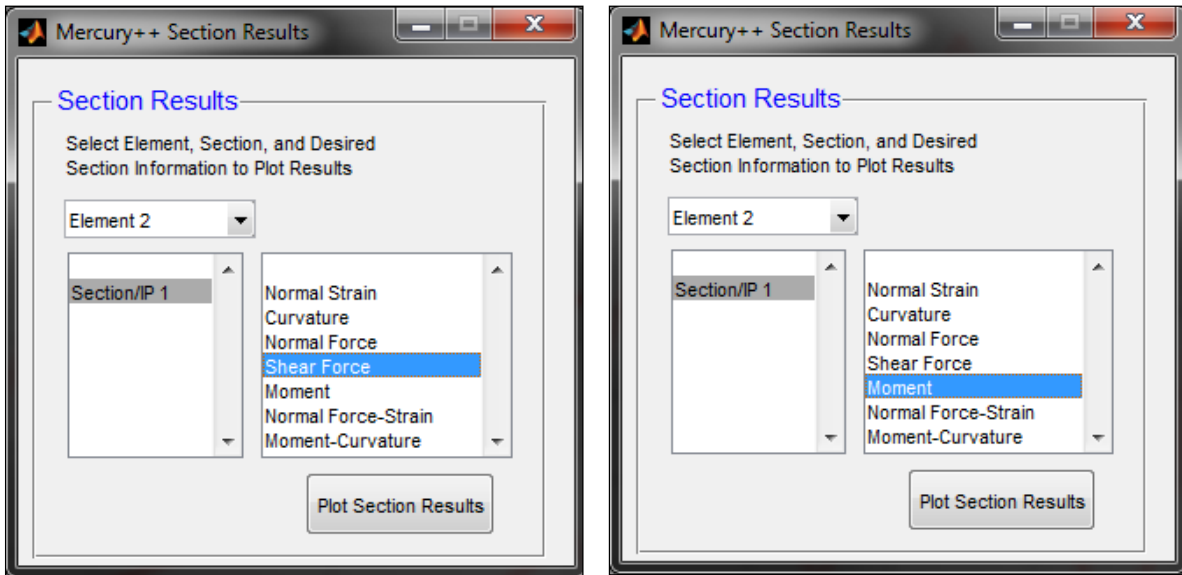 Mercury++ Section Results
Section Results
Select Element, Section, and Desired
Section Information to Plot Results
Element 2
Section/IP 1
Normal Strain
Curvature
Normal Force
Shear Force
Moment
Normal Force-Strain
Moment-Curvature
Plot Section Results
Mercury++ Section Results
Section Results
Select Element, Section, and Desired
Section Information to Plot Results
Element 2
Section/IP 1
Normal Strain
Curvature
Normal Force
Shear Force
Moment
Normal Force-Strain
Moment-Curvature
Plot Section Results